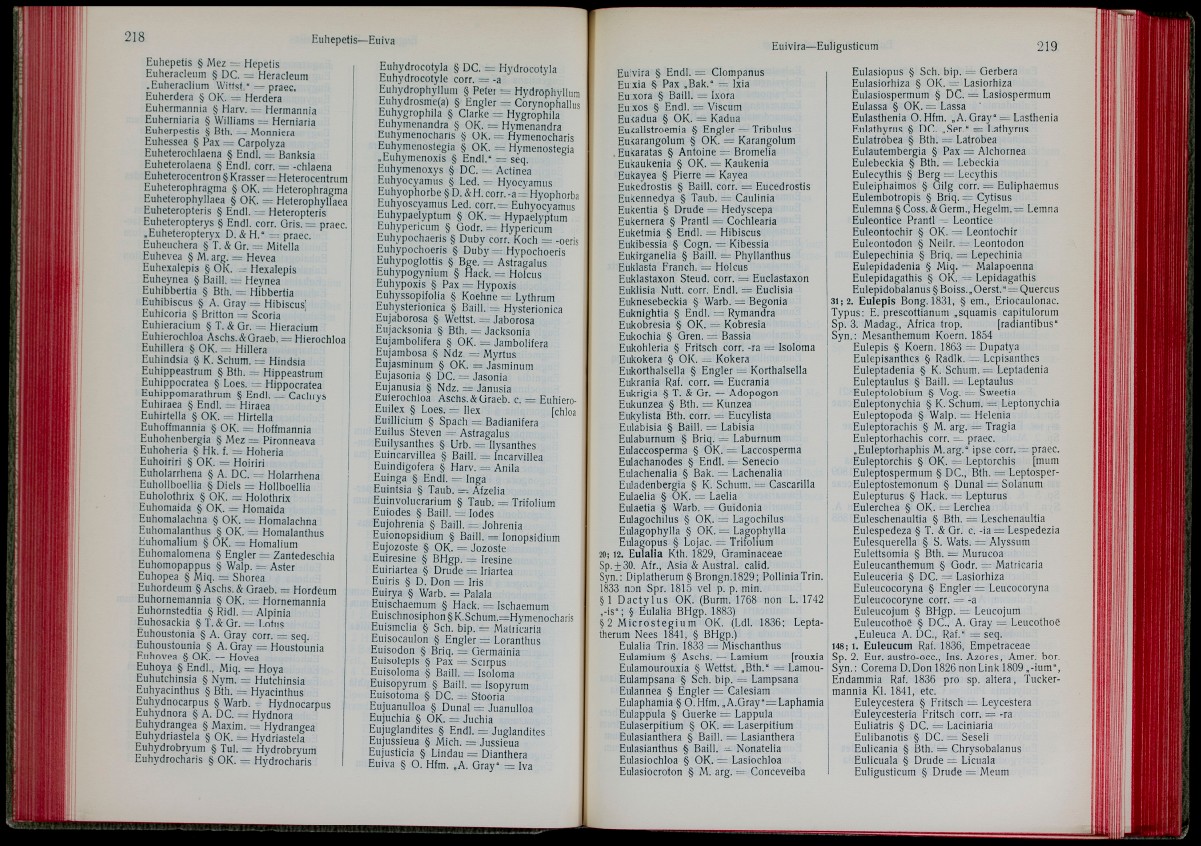 218
Euhepetis—Euiva
Euhepetis § Mez = Hepetis
Euheracleum § DC. = Heracleum
„Euheraclium Wittst.“ = praec.
Euherdera § OK. = Herdera
Euhermannia § Harv. = Hermannia
Euherniaria § Williams = Herniaria
Euherpestis § Bth. = Monniera
Euhessea § Pax = Carpolyza
Euheterochlaena § Endl. = Banksia
Euheterolaena § Endl. corr. = -chlaena
Euheterocentron § Krasser = Heterocentrum
Euheterophragma § OK. = Heterophragma
Euheterophyllaea § OK. = Heterophyllaea
Euheteropteris § Endl. = Heteropteris
Euheteropterys § Endl. corr. Gris. = praec.
„Euheteropteryx D. & H.“ = praec.
Euheuchera § T. & Gr. = Mitella
Euhevea § M. arg. = Hevea
Euhexalepis § OK. = Hexalepis
Euheynea § Baill. = Heynea
Euhibbertia § Bth. = Hibbertia
Euhibiscus § A. Gray = Hibiscus
Euhicoria § Britton = Scoria
Euhieracium § T. & Gr. = Hieracium
Euhierochloa Aschs. & Graeb. = Hierochloa
Euhillera § OK. = Hillera
Euhindsia § K. Schum. = Hindsia
Euhippeastrum § Bth. = Hippeastrum
Euhippocratea § Loes. = Hippocratea
Euhippomarathrum § Endl. = Cachrys
Euhiraea § Endl. = Hiraea
Euhirtella § OK. = Hirtella
Euhoffmannia § OK. = Hoffmannia
Euhohenbergia § Mez = Pironneava
Euhoheria § Hk. f. = Hoheria
Euhoiriri § OK. = Hoiriri
Euholarrhena § A. DC. = Holarrhena
Euhollboellia § Diels = Hollboellia
Euholothrix § OK. = Holothrix
Euhomaida § OK. = Homaida
Euhomalachna § OK. = Homalachna
Euhomalanthus § OK. = Homalanthus
Euhomalium § OK. = Homalium
Euhomalomena § Engler = Zantedeschia
Euhomopappus § Walp. = Aster
Euhopea § Miq. = Shorea
Euhordeum § Aschs. & Graeb. = Hordeum
Euhornemannia § OK. = Hornemannia
Euhornstedtia § Ridl. = Alpinia
Euhosackia § T. & Gr. = Lotus
Euhoustonia § A. Gray corr. = seq.
Euhoustounia § A. Gray = Houstounia
Euhovea § OK. = Hovea
Euhoya § Endl., Miq. = Hoya
Euhutchinsia § Nym. = Hutchinsia
Euhyacinthus § Bth. = Hyacinthus
Euhydnocarpus § Warb. = Hydnocarpus
Euhydnora § A. DC. = Hydnora
Euhydrangea § Maxim. = Hydrangea
Euhydriastela § OK. = Hydriastela
Euhydrobryum § Tul. = Hydrobryum
Euhydrocharis § OK. = Hydrocharis
Euhydrocotyla § DC. = Hydrocotyla
Euhydrocotyle corr. = -a
Euhydrophyllum § Peter = Hydrophyllum
Euhydrosme(a) § Engler = Corynophallus
Euhygrophila § Clarke = Hygrophila
Euhymenandra § OK. = Hymenandra
Euhymenocharis § OK. = Hymenocharis
Euhymenostegia § OK. = Hymenostegia
„Euhymenoxis § Endl.“ = seq.
Euhymenoxys § DC. = Actinea
Euhyocyamus § Led. = Hyocyamus
Euhyophorbe § D. & H. corr. -a = Hyophorba
Euhyoscyamus Led. corr. = Euhyocyamus
Euhypaelyptum § OK. = Hypaelyptum
Euhypericum § Godr. = Hypericum
Euhypochaeris § Duby corr. Koch = -oeris
Euhypochoeris § Duby = Hypochoeris
Euhypoglottis § Bge. = Astragalus
Euhypogynium § Hack. = Holcus
Euhypoxis § Pax = Hypoxis
Euhyssopifolia § Koehne = Lythrum
Euhysterionica § Baill. = Hysterionica
Eujaborosa § Wettst. = Jaborosa
Eujacksonia § Bth. = Jacksonia
Eujambolifera § OK. = Jambolifera
Eujambosa § Ndz. = Myrtus
Eujasminum § OK. = Jasminum
Eujasonia § DC. = Jasonia
Eujanusia § Ndz. = Janusia
Euierochloa Aschs. & Graeb. c. = Euhiero-
Euilex § Loes. = Ilex [chloa
Euillicium § Spach = Badianifera
Euilus Steven = Astragalus
Euilysanthes § Urb. = Ilysanthes
Euincarvillea § Baill. = Incarvillea
Euindigofera § Harv. = Anila
Euinga § Endl. = Inga
Euintsia § Taub. = Afzelia
Euinvolucrarium § Taub. = Trifolium
Euiodes § Baill. = Iodes
Eujohrenia § Baill. = Johrenia
Euionopsidium § Baill. = Ionopsidium
Eujozoste § OK. = Jozoste
Euiresine § BHgp. = Iresine
Euiriartea § Drude = Iriartea
Euiris § D. Don = Iris
Euirya § Warb. = Palala
Euischaemum § Hack. = Ischaemum
Euischnosiphon § K. Schum. = Hymenocharis
Euismelia § Sch. bip. = Matricaria
Euisocaulon § Engler = Loranthus
Euisodon § Briq. = Germainia
Euisolepis § Pax = Scirpus
Euisoloma § Baill. = Isoloma
Euisopyrum § Baill. = Isopyrum
Euisotoma § DC. = Stooria
Eujuanulloa § Dunal = Juanulloa
Eujuchia § OK. = Juchia
Eujuglandites § Endl. = Juglandites
Eujussieua § Mich. = Jussieua
Eujusticia § Lindau = Dianthera
Euiva § O. Hfm. „A. Gray“ = Iva
Euivira—Euligusticum
219
Euivira § Endl. = Clompanus
Euixia § Pax „Bak.“ = Ixia
Euixora § Baill. = Ixora
Euixos § Endl. = Viscum
Eukadua § OK. = Kadua
Eukallstroemia § Engler = Tribulus
Eukarangolum § OK. = Karangolum
Eukaratas § Antoine = Bromelia
Eukaukenia § OK. = Kaukenia
Eukayea § Pierre = Kayea
Eukedrostis § Baill. corr. = Eucedrostis
Eukennedya § Taub. = Caulinia
Eukentia § Drude = Hedyscepa
Eukernera § Prantl = Cochlearia
Euketmia § Endl. = Hibiscus
Eukibessia § Cogn. = Kibessia
Eukirganelia § Baill. = Phyllanthus
Euklasta Franch. = Holcus
Euklastaxon Steud. corr. = Euclastaxon
Euklisia Nutt. corr. Endl. = Euclisia
Euknesebeckia § Warb. = Begonia
Euknightia § Endl. = Rymandra
Eukobresia § OK. = Kobresia
Eukochia § Gren. = Bassia
Eukohleria § Fritsch corr. -ra = Isoloma
Eukokera § OK. = Kokera
Eukorthalsella § Engler = Korthalsella
Eukrania Raf. corr. = Eucrania
Eukrigia § T. & Gr. = Adopogon
Eukunzea § Bth. = Kunzea
Eukylista Bth. corr. = Eucylista
Eulabisia § Baill. = Labisia
Eulaburnum § Briq. = Laburnum
Eulaccosperma § OK. = Laccosperma
Eulachanodes § Endl. = Senecio
Eulachenalia § Bak. = Lachenalia
Euladenbergia § K. Schum. = Cascarilla
Eulaelia § OK. = Laelia
Eulaetia § Warb. = Guidonia
Eulagochilus § OK. = Lagochilus
Eulagophylla § OK. = Lagophylla
Eulagopus § Lojac. = Trifolium
20; 12. Eulalia Kth. 1829, Graminaceae
Sp. ± 30. Afr., Asia & Austral. calid.
Syn.: Diplatherum § Brongn. 1829; Pollinia Trin.
1833 non Spr. 1815 vel p. p. min.
§ 1 Dactylus OK. (Burm. 1768 non L. 1742
„-is“; § Eulalia BHgp. 1883)
§ 2 Microstegium OK. (Ldl. 1836; Lepta-
therum Nees 1841, § BHgp.)
Eulalia Trin. 1833 = Mischanthus
Eulamium § Aschs. = Lamium [rouxia
Eulamourouxia § Wettst. „Bth.“ = Lamou-
Eulampsana § Sch. bip. = Lampsana
Eulannea § Engler = Calesiam
Eulaphamia § O. Hfm. „A. Gray“ = Laphamia
Eulappula § Guerke = Lappula
Eulaserpitium § OK. = Laserpitium
Eulasianthera § Baill. = Lasianthera
Eulasianthus § Baill. = Nonatelia
Eulasiochloa § OK. = Lasiochloa
Eulasiocroton § M. arg. = Conceveiba
Eulasiopus § Sch. bip. = Gerbera
Eulasiorhiza § OK. = Lasiorhiza
Eulasiospermum § DC. = Lasiospermum
Eulassa § OK. = Lassa
Eulasthenia O. Hfm. „A. Gray“ = Lasthenia
Eulathyrus § DC. „Ser.“ = Lathyrus
Eulatrobea § Bth. = Latrobea
Eulautembergia § Pax = Alchornea
Eulebeckia § Bth. = Lebeckia
Eulecythis § Berg = Lecythis
Euleiphaimos § Gilg corr. = Euliphaemus
Eulembotropis § Briq. = Cytisus
Eulemna § Coss. & Germ., Hegelm. = Lemna
Euleontice Prantl = Leontice
Euleontochir § OK. = Leontochir
Euleontodon § Neilr. = Leontodon
Eulepechinia § Briq. = Lepechinia
Eulepidadenia § Miq. = Malapoenna
Eulepidagathis § OK. = Lepidagathis
Eulepidobalanus § Boiss. „Oerst.“ = Quercus
31; 2. Eulepis Bong. 1831, § em., Eriocaulonac.
Typus: E. prescottianum „squamis capitulorum
Sp. 3. Madag., Africa trop. [radiantibus“
Syn.: Mesanthemum Koern. 1854
Eulepis § Koern. 1863 = Dupatya
Eulepisanthes § Radlk. = Lepisanthes
Euleptadenia § K. Schum. = Leptadenia
Euleptaulus § Baill. = Leptaulus
Euleptolobium § Vog. = Sweetia
Euleptonychia § K. Schum. = Leptonychia
Euleptopoda § Walp. = Helenia
Euleptorachis § M. arg. = Tragia
Euleptorhachis corr. = praec.
„Euleptorhaphis M. arg.“ ipse corr. = praec.
Euleptorchis § OK. = Leptorchis [mum
Euleptospermum § DC., Bth. = Leptosper-
Euleptostemonum § Dunal = Solanum
Eulepturus § Hack. = Lepturus
Eulerchea § OK. = Lerchea
Euleschenaultia § Bth. = Leschenaultia
Eulespedeza § T. & Gr. c. -ia = Lespedezia
Eulesquerella § S. Wats. = Alyssum
Eulettsomia § Bth. = Murucoa
Euleucanthemum § Godr. = Matricaria
Euleuceria § DC. = Lasiorhiza
Euleucocoryna § Engler = Leucocoryna
Euleucocoryne corr. = -a
Euleucojum § BHgp. = Leucojum
Euleucothoë § DC., A. Gray = Leucothoë
„Euleuca A. DC., Raf.“ = seq.
148; 1. Euleucum Raf. 1836, Empetraceae
Sp. 2. Eur. austro-occ., Ins. Azores, Amer. bor.
Syn.: Corema D. Don 1826 non Link 1809 „-ium“,
Endammia Raf. 1836 pro sp. altera, Tucker-
mannia Kl. 1841, etc.
Euleycestera § Fritsch = Leycestera
Euleycesteria Fritsch corr. = -ra
Euliatris § DC. = Laciniaria
Eulibanotis § DC. = Seseli
Eulicania § Bth. = Chrysobalanus
Eulicuala § Drude = Licuala
Euligusticum § Drude = Meum